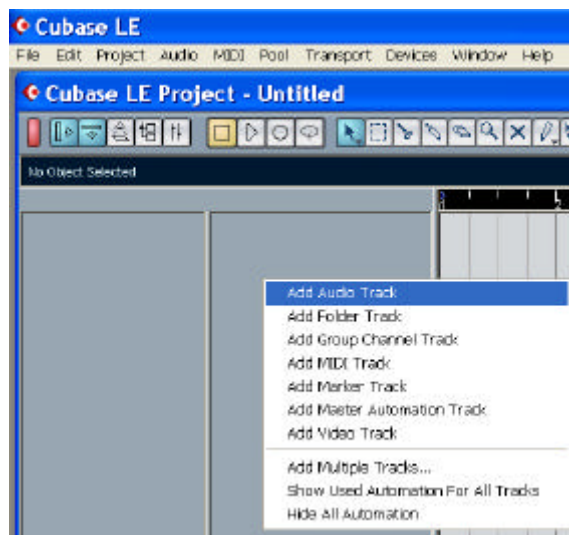 Cubase LE
File Edit Project Audio MIDI Pool Transport Devices Window Help
Cubase LE Project - Untitled
No Object Selected
Add Audio Track
Add Folder Track
Add Group Channel Track
Add MIDI Track
Add Marker Track
Add Master Automation Track
Add Video Track
Add Multiple Tracks...
Show Used Automation For All Tracks
Hide All Automation